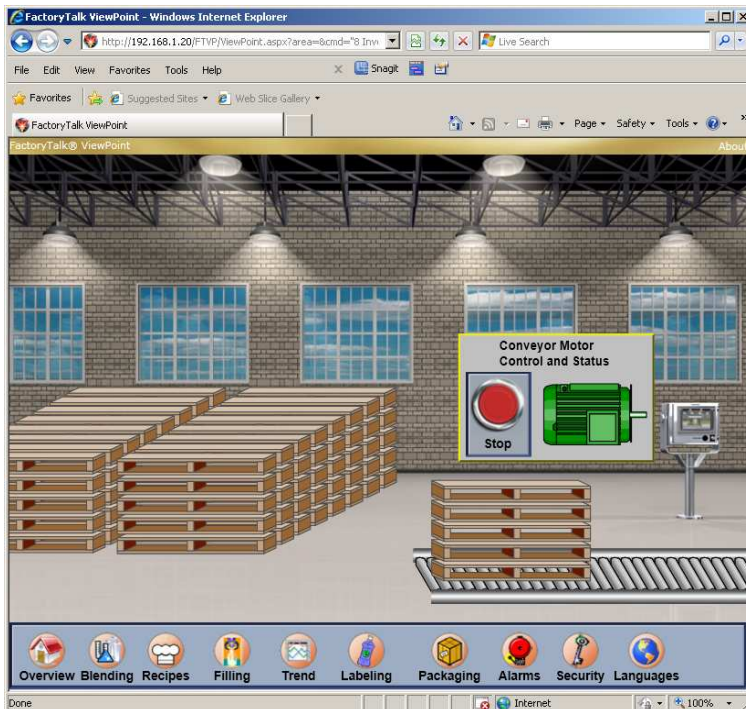 FactoryTalk ViewPoint - Windows Internet Explorer
http://192.168.1.20/FTVP/ViewPoint.aspx?area=&cmd="8
Live Search
File Edit View Favorites Tools Help
x Snagit
Favorites Suggested Sites Web Slice Gallery
FactoryTalk ViewPoint
Page Safety Tools
FactoryTalk® ViewPoint
About
Conveyor Motor
Control and Status
Stop
Overview Blending Recipes Filling Trend Labeling Packaging Alarms Security Languages
Done
Internet
100%